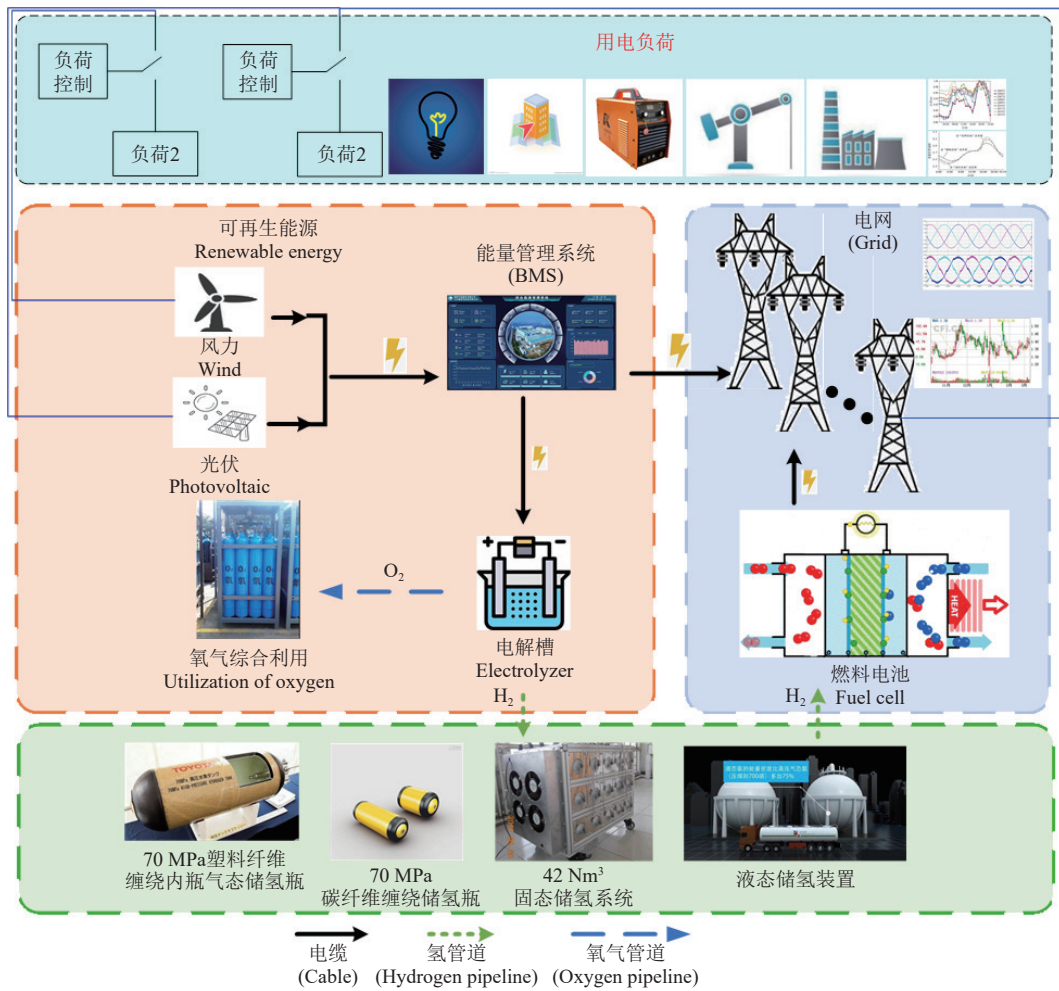 用电负荷
负荷
控制
负荷
控制
负荷2
负荷2
可再生能源
Renewable energy
风力
Wind
光伏
Photovoltaic
能量管理系统
(BMS)
电网
(Grid)
O₂
氧气综合利用
Utilization of oxygen
电解槽
Electrolyzer
H₂
HEAT
燃料电池
Fuel cell
H₂
TOYOTA
70 MPa塑料纤维
缠绕内瓶气态储氢瓶
70 MPa
碳纤维缠绕储氢瓶
42 Nm³
固态储氢系统
液态储氢装置
电缆
(Cable)
氢管道
(Hydrogen pipeline)
氧气管道
(Oxygen pipeline)